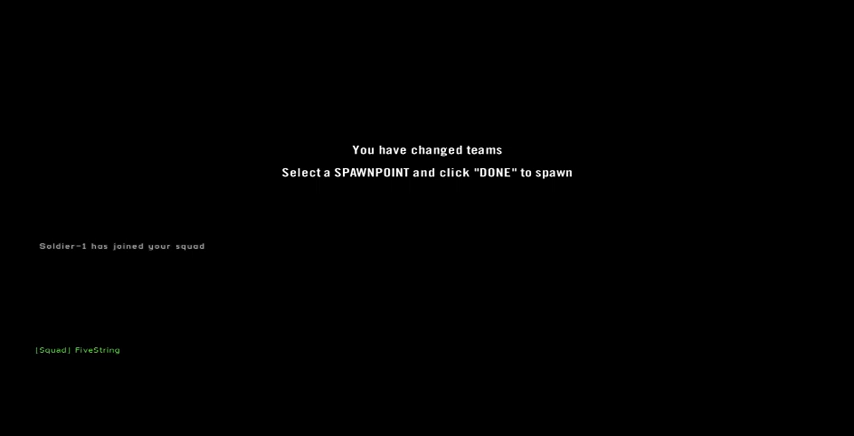 You have changed teams
Select a SPAWNPOINT and click "DONE" to spawn
Soldier-1 has joined your squad
[Squad] FiveString